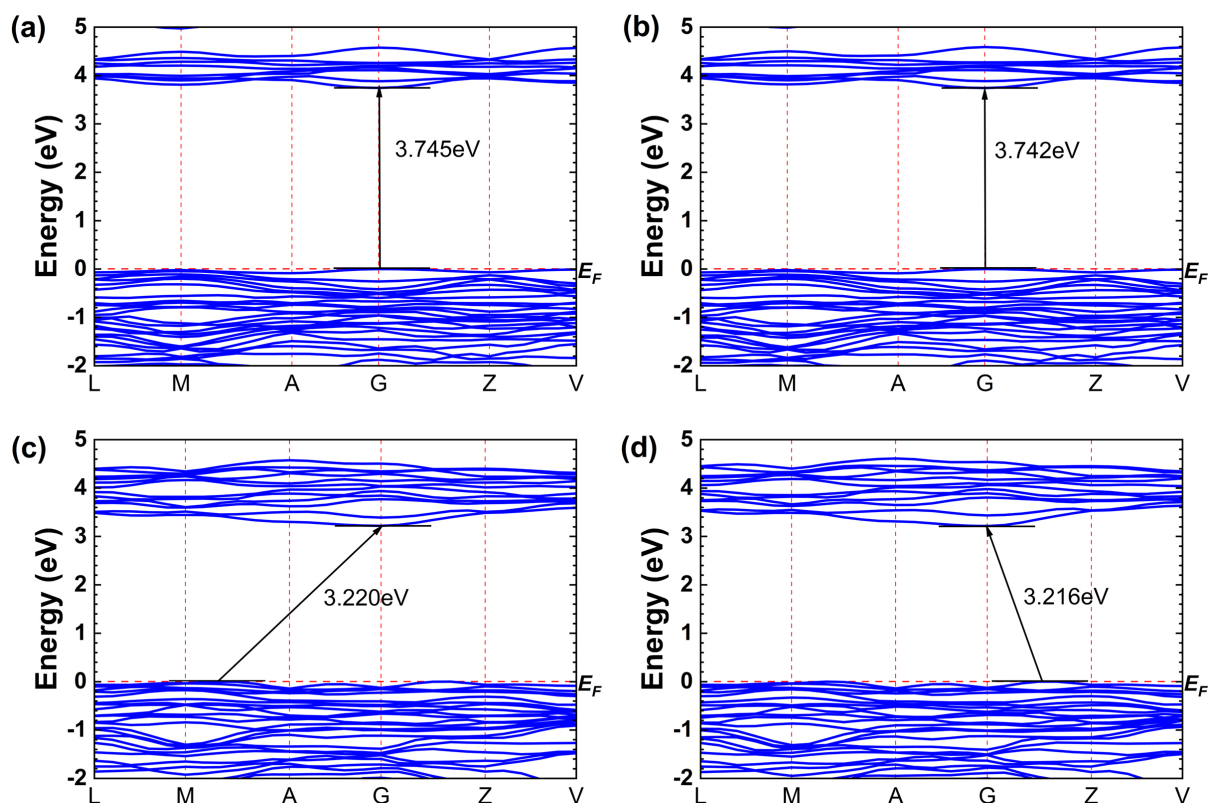 (a)
5
4
3
2
1
0
-1
-2
Energy (eV)
3.745eV
E_F
L M A G Z V
(b)
5
4
3
2
1
0
-1
-2
Energy (eV)
3.742eV
E_F
L M A G Z V
(c)
5
4
3
2
1
0
-1
-2
Energy (eV)
3.220eV
E_F
L M A G Z V
(d)
5
4
3
2
1
0
-1
-2
Energy (eV)
3.216eV
E_F
L M A G Z V